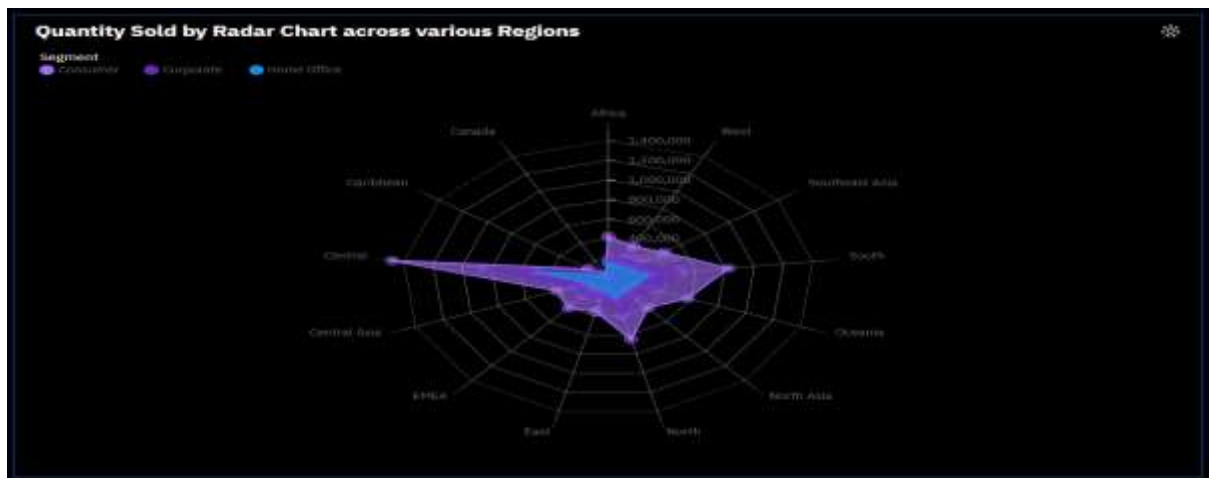 Quantity Sold by Radar Chart across various Regions
Segment
Consumer Corporate Home Office
Africa
Canada West
1,400,000
1,200,000
Caribbean 1,000,000 Southeast Asia
800,000
600,000
400,000
Central South
Central Asia Oceania
EMEA North Asia
East North